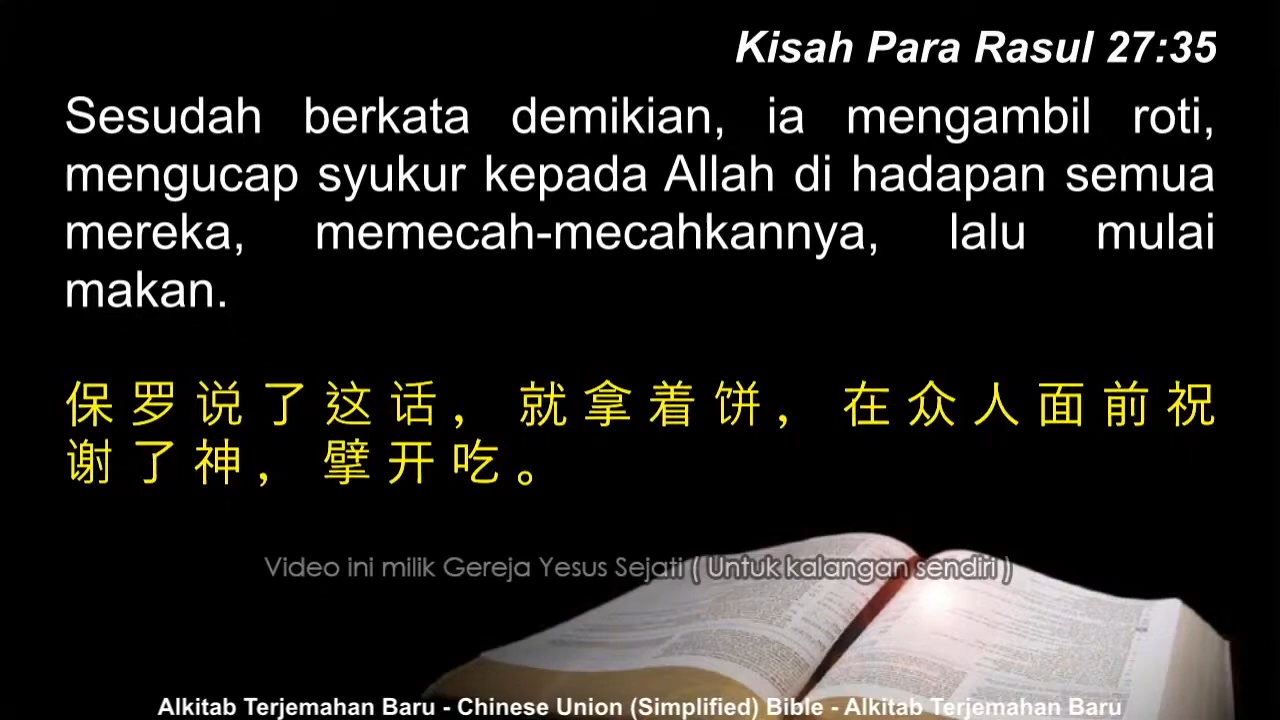 Kisah Para Rasul 27:35
Sesudah berkata demikian, ia mengambil roti,
mengucap syukur kepada Allah di hadapan semua
mereka, memecah-mecahkannya, lalu mulai
makan.
保罗说了这话，就拿着饼，在众人面前祝
谢了神，擘开吃。
Video ini milik Gereja Yesus Sejati ( Untuk kalangan sendiri )
Alkitab Terjemahan Baru - Chinese Union (Simplified) Bible - Alkitab Terjemahan Baru